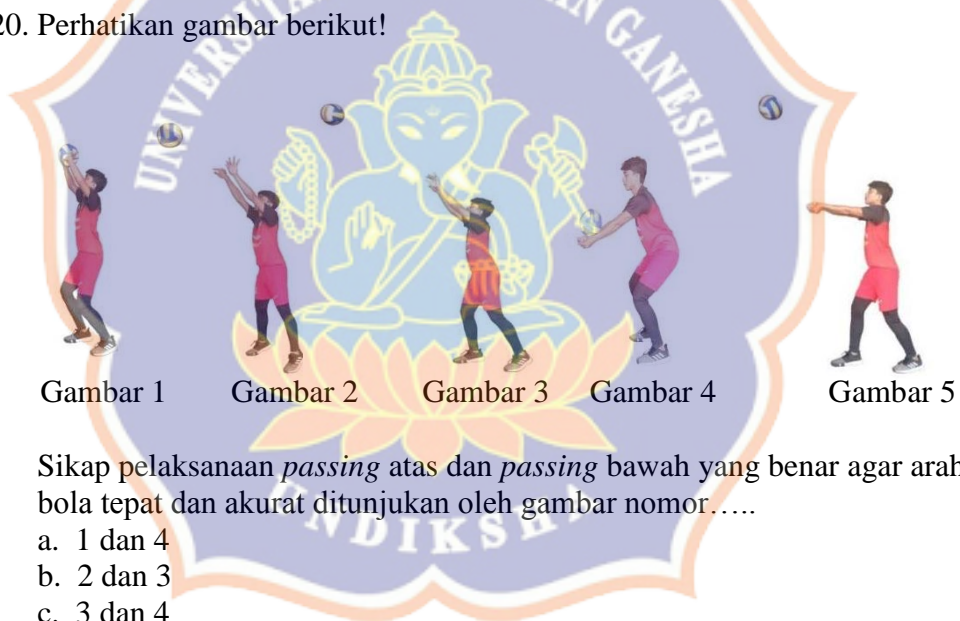 20. Perhatikan gambar berikut!
Gambar 1 Gambar 2 Gambar 3 Gambar 4 Gambar 5
Sikap pelaksanaan passing atas dan passing bawah yang benar agar arah
bola tepat dan akurat ditunjukan oleh gambar nomor…..
a. 1 dan 4
b. 2 dan 3
c. 3 dan 4
GANESHA
UNDIKSHA